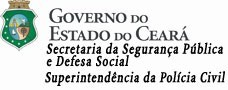 GOVERNO DO
ESTADO DO CEARÁ
Secretaria da Segurança Pública
e Defesa Social
Superintendência da Polícia Civil